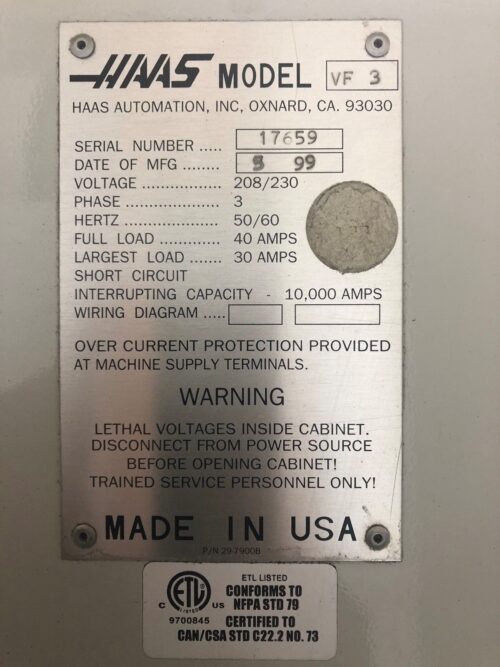 HAAS MODEL VF 3
HAAS AUTOMATION, INC, OXNARD, CA. 93030
SERIAL NUMBER ..... 17659
DATE OF MFG ........ 99
VOLTAGE ................ 208/230
PHASE .................... 3
HERTZ .................... 50/60
FULL LOAD ............. 40 AMPS
LARGEST LOAD ....... 30 AMPS
SHORT CIRCUIT
INTERRUPTING CAPACITY - 10,000 AMPS
WIRING DIAGRAM .....
OVER CURRENT PROTECTION PROVIDED
AT MACHINE SUPPLY TERMINALS.
WARNING
LETHAL VOLTAGES INSIDE CABINET.
DISCONNECT FROM POWER SOURCE
BEFORE OPENING CABINET!
TRAINED SERVICE PERSONNEL ONLY!
MADE IN USA
P/N 29-7900B
ETL LISTED
CONFORMS TO
NFPA STD 79
CERTIFIED TO
CAN/CSA STD C22.2 NO. 73
C ETL LISTED US
9700845